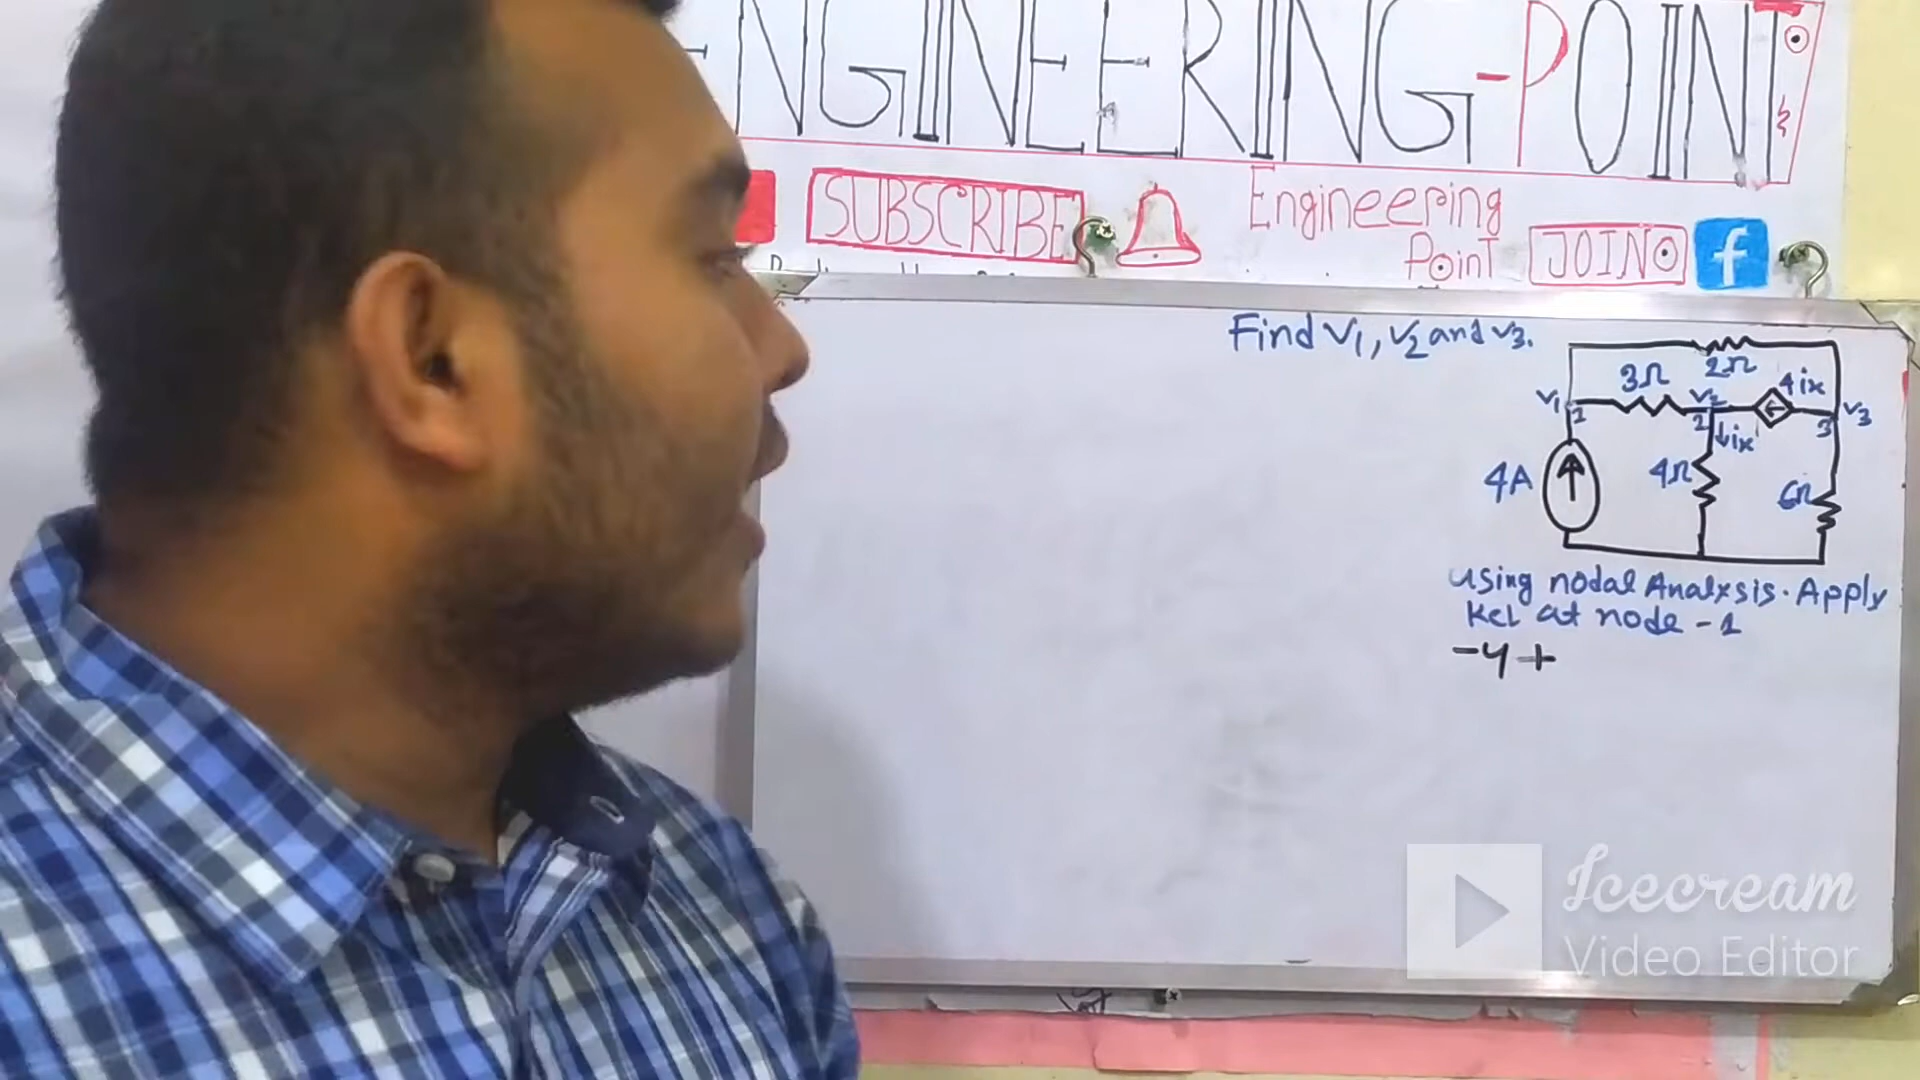 ENGINEERING-POINT
SUBSCRIBE
Engineering
Point
JOIN
f
Find V1, V2 and V3.
2Ω
3Ω
4ix
V1
V2
V3
1
2
3
↓ix
4A
4Ω
6Ω
using nodal Analysis. Apply
KCL at node -1
-4 +
Icecream
Video Editor